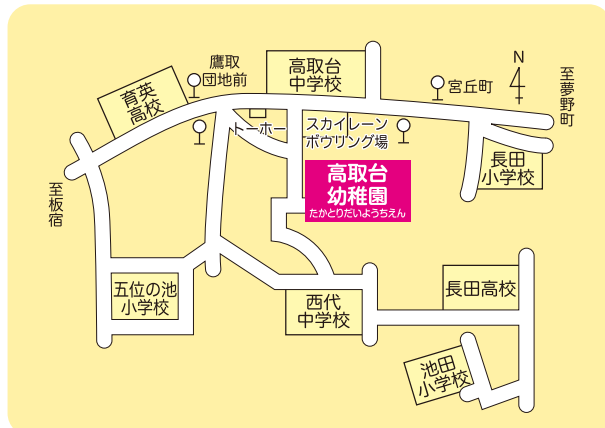 鷹取
団地前
高取台
中学校
N
至夢野町
宮丘町
育英
高校
トーホー
スカイレーン
ボウリング場
長田
小学校
高取台
幼稚園
たかとりだいようちえん
至板宿
五位の池
小学校
西代
中学校
長田高校
池田
小学校